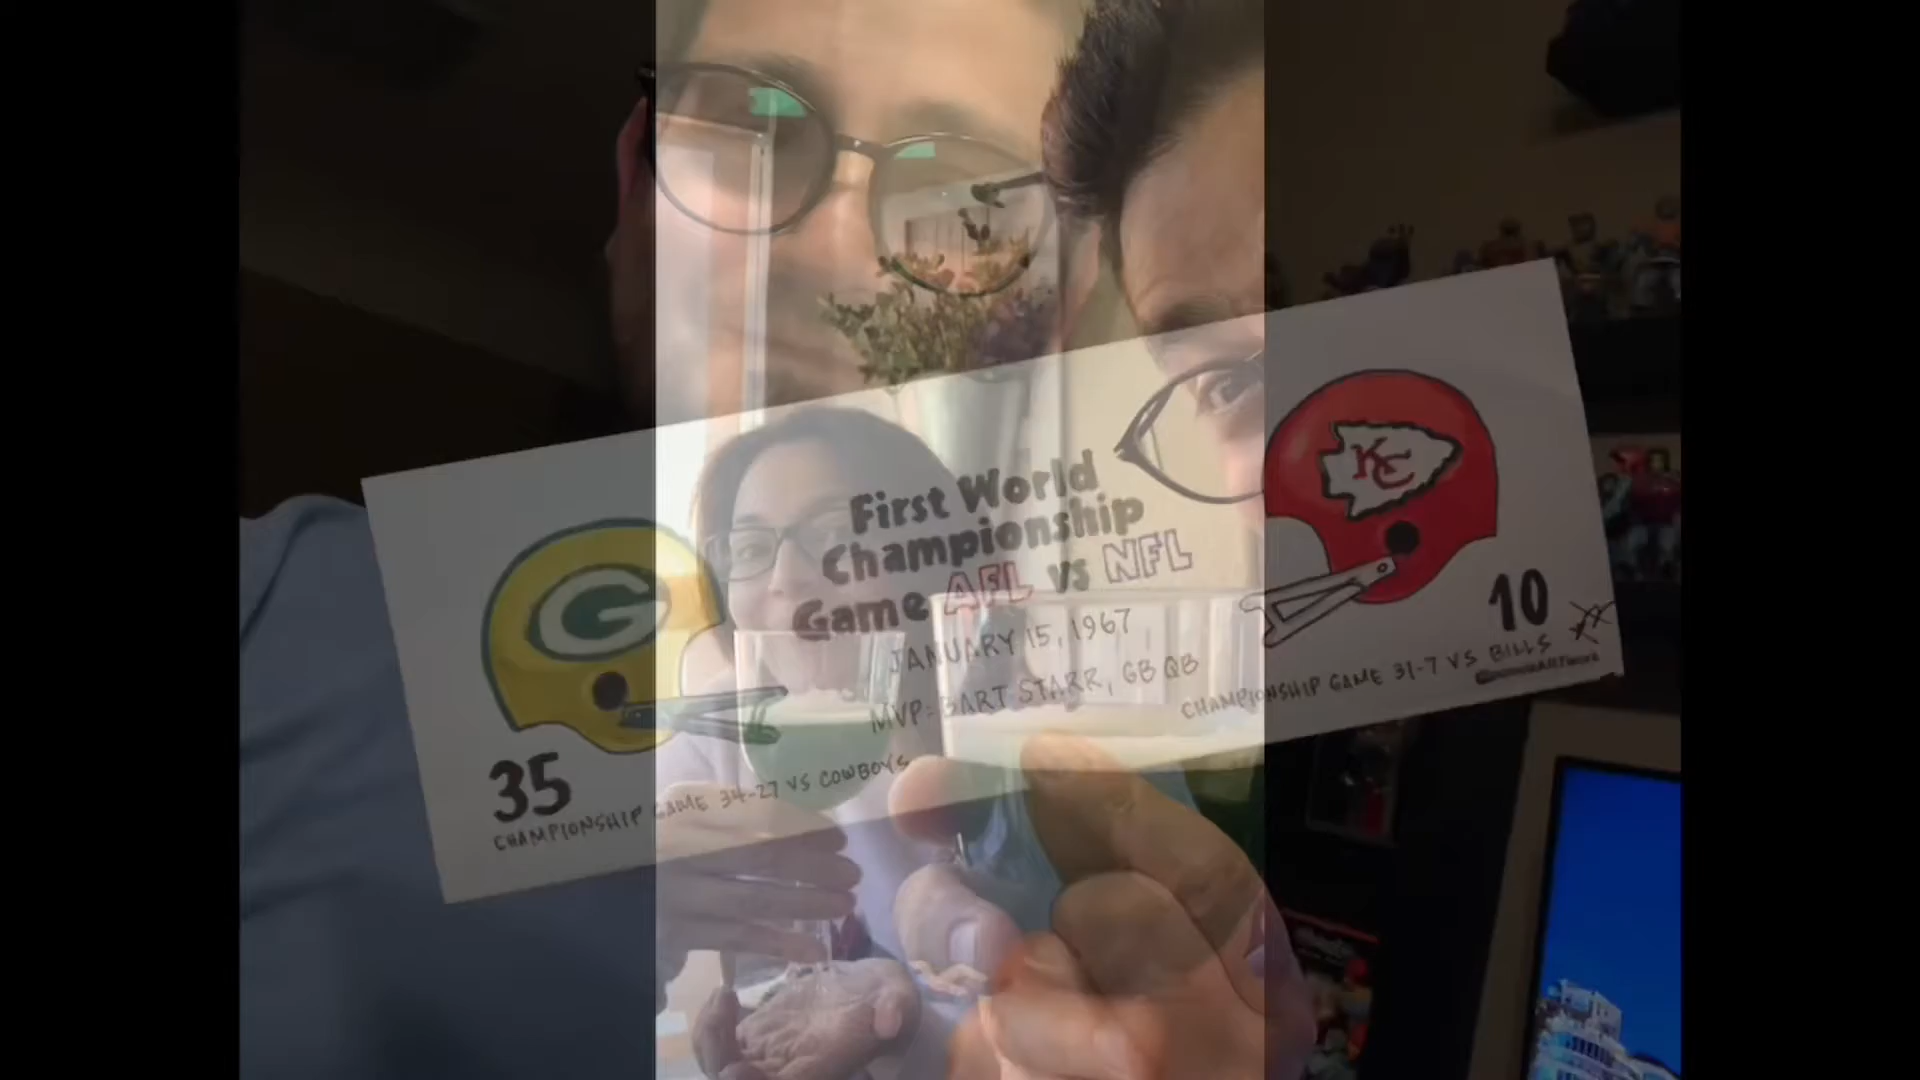 First World
Championship
Game AFL vs NFL
JANUARY 15, 1967
MVP: BART STARR, GB QB
G
35
CHAMPIONSHIP GAME 34-27 VS COWBOYS
KC
10
CHAMPIONSHIP GAME 31-7 VS BILLS